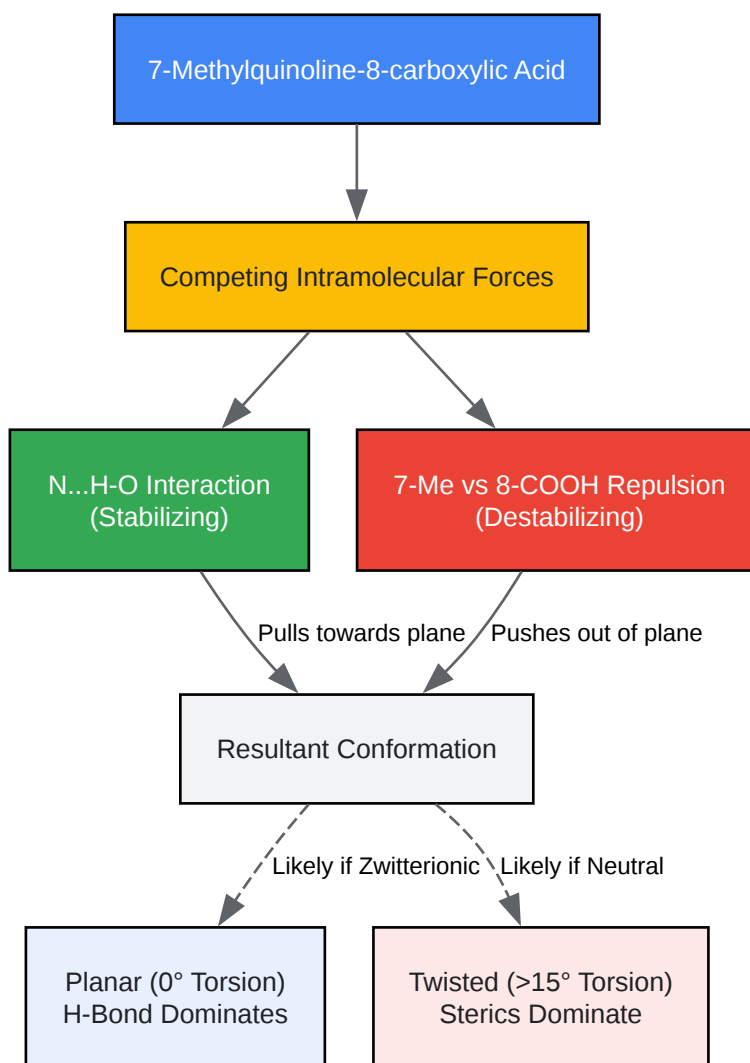 7-Methylquinoline-8-carboxylic Acid
Competing Intramolecular Forces
N...H-O Interaction
(Stabilizing)
7-Me vs 8-COOH Repulsion
(Destabilizing)
Pulls towards plane
Pushes out of plane
Resultant Conformation
Likely if Zwitterionic
Likely if Neutral
Planar (0° Torsion)
H-Bond Dominates
Twisted (>15° Torsion)
Sterics Dominate